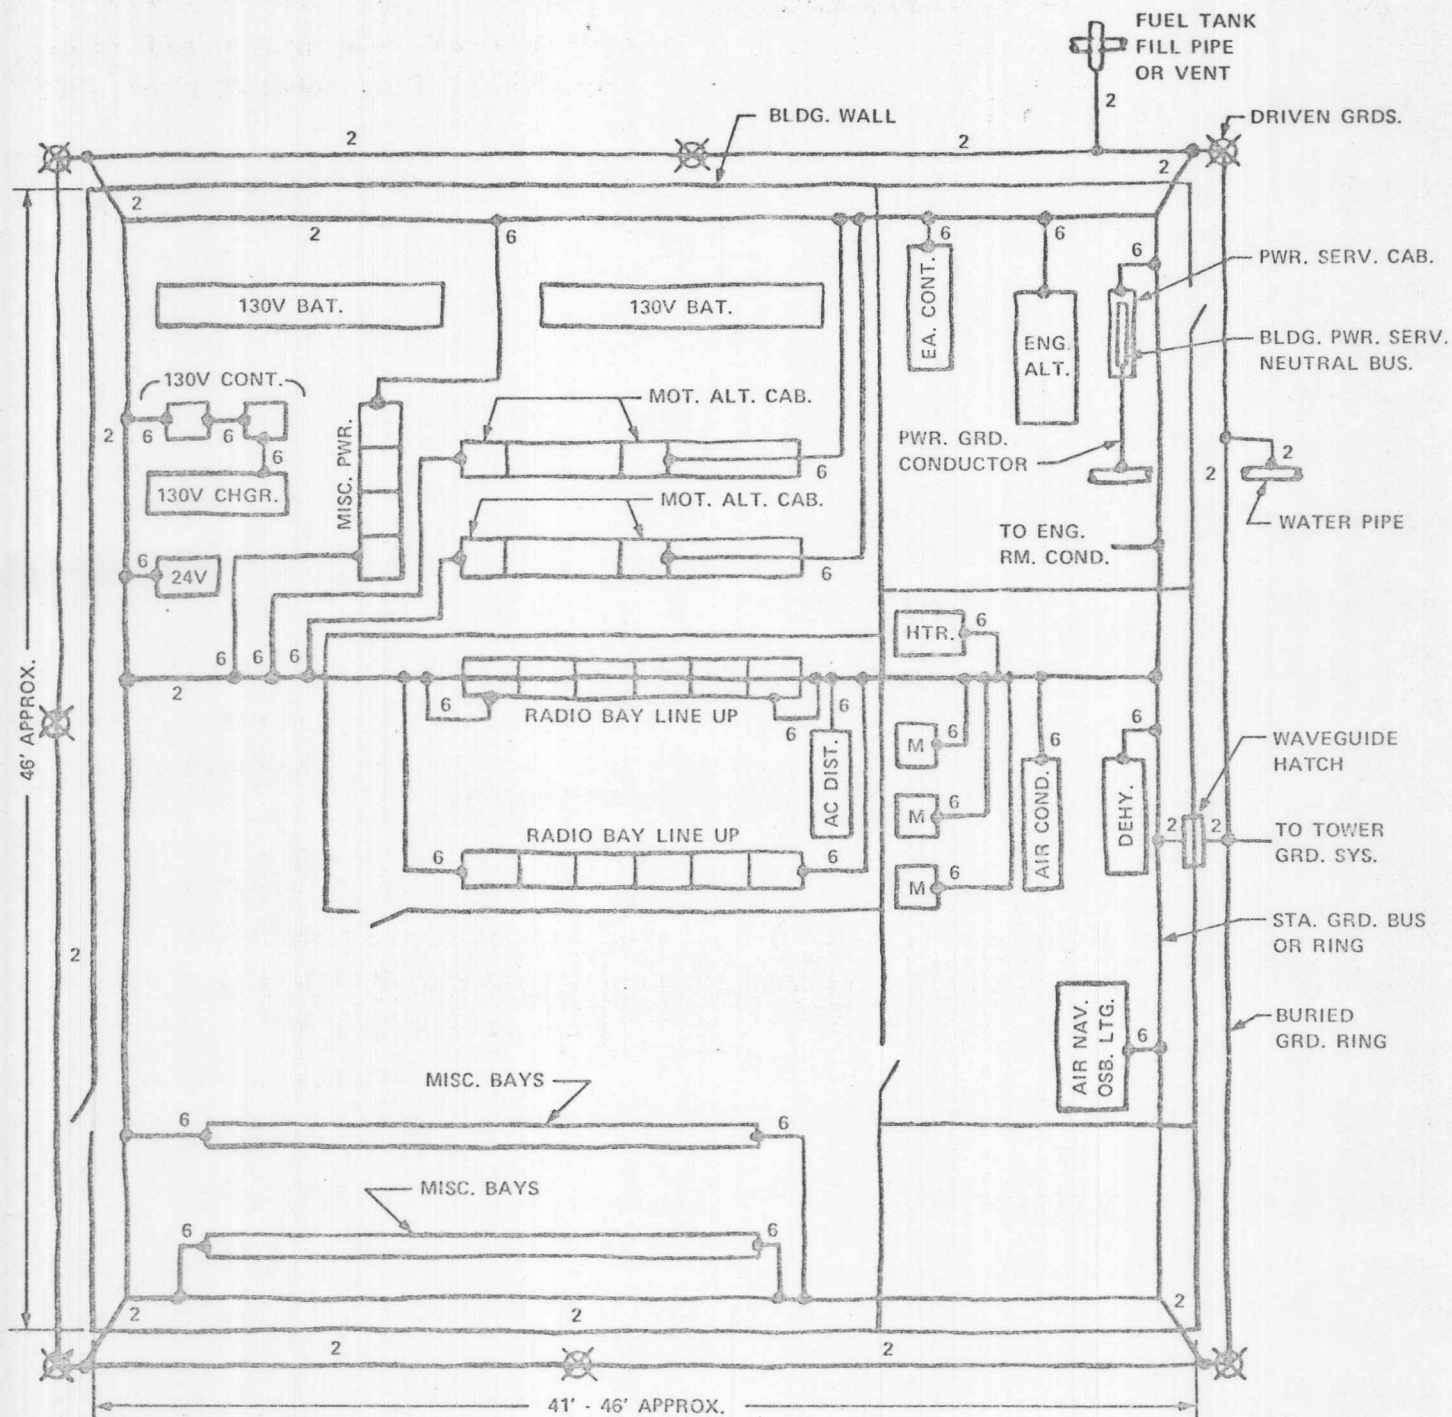 FUEL TANK
FILL PIPE
OR VENT
2
BLDG. WALL
DRIVEN GRDS.
2
2
2
2
2
6
6
6
6
PWR. SERV. CAB.
130V BAT.
130V BAT.
EA. CONT.
ENG.
ALT.
BLDG. PWR. SERV.
NEUTRAL BUS.
130V CONT.
MOT. ALT. CAB.
2
6
6
MISC. PWR.
PWR. GRD.
CONDUCTOR
6
6
2
2
130V CHGR.
MOT. ALT. CAB.
WATER PIPE
TO ENG.
RM. COND.
6
24V
6
HTR.
6
6
6
6
2
46' APPROX.
6
RADIO BAY LINE UP
6
AC DIST.
M
6
6
6
WAVEGUIDE
HATCH
M
6
AIR COND.
DEHY.
2
2
TO TOWER
GRD. SYS.
RADIO BAY LINE UP
6
6
M
6
STA. GRD. BUS
OR RING
2
AIR NAV.
OSB. LTG.
6
BURIED
GRD. RING
MISC. BAYS
6
6
MISC. BAYS
6
6
2
2
2
2
2
41' - 46' APPROX.